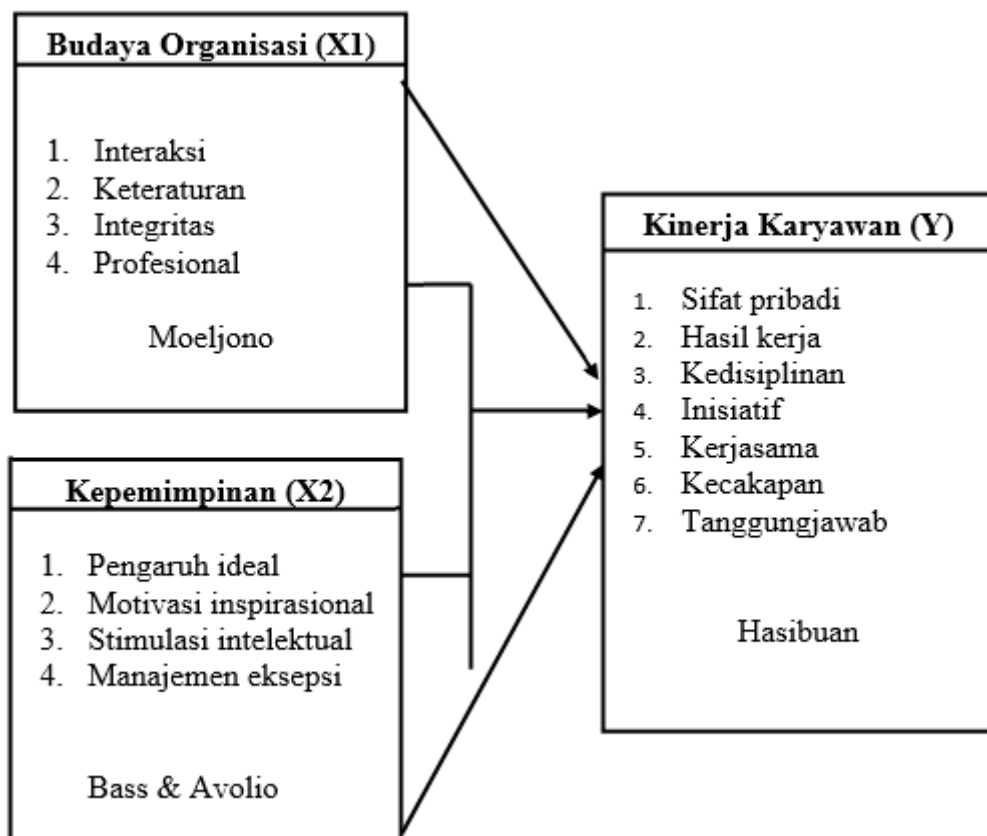 Budaya Organisasi (X1)
1. Interaksi
2. Keteraturan
3. Integritas
4. Profesional
Moeljono
Kepemimpinan (X2)
1. Pengaruh ideal
2. Motivasi inspirasional
3. Stimulasi intelektual
4. Manajemen eksepsi
Bass & Avolio
Kinerja Karyawan (Y)
1. Sifat pribadi
2. Hasil kerja
3. Kedisiplinan
4. Inisiatif
5. Kerjasama
6. Kecakapan
7. Tanggungjawab
Hasibuan